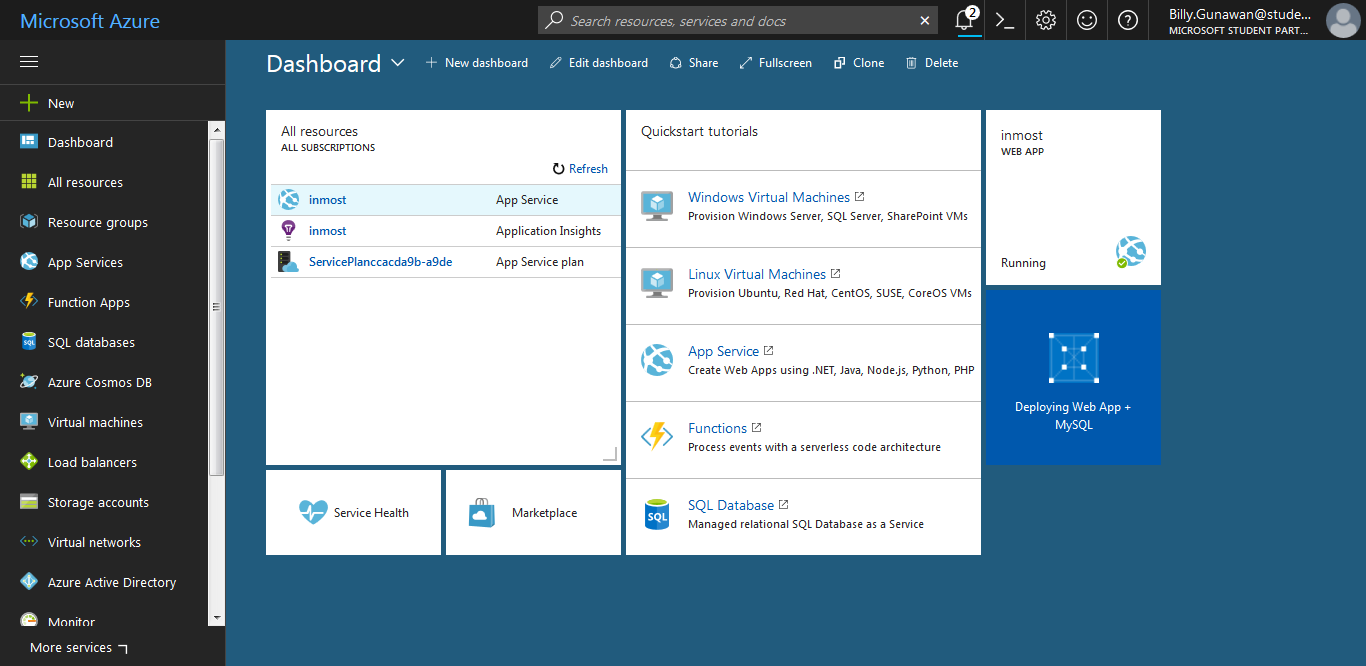 Microsoft Azure
Search resources, services and docs
2
Billy.Gunawan@stude...
MICROSOFT STUDENT PART...
New
Dashboard
All resources
Resource groups
App Services
Function Apps
SQL databases
Azure Cosmos DB
Virtual machines
Load balancers
Storage accounts
Virtual networks
Azure Active Directory
Monitor
More services
Dashboard
New dashboard
Edit dashboard
Share
Fullscreen
Clone
Delete
All resources
ALL SUBSCRIPTIONS
Refresh
inmost App Service
inmost Application Insights
ServicePlanccacda9b-a9de App Service plan
Service Health
Marketplace
Quickstart tutorials
Windows Virtual Machines
Provision Windows Server, SQL Server, SharePoint VMs
Linux Virtual Machines
Provision Ubuntu, Red Hat, CentOS, SUSE, CoreOS VMs
App Service
Create Web Apps using .NET, Java, Node.js, Python, PHP
Functions
Process events with a serverless code architecture
SQL
SQL Database
Managed relational SQL Database as a Service
inmost
WEB APP
Running
Deploying Web App +
MySQL